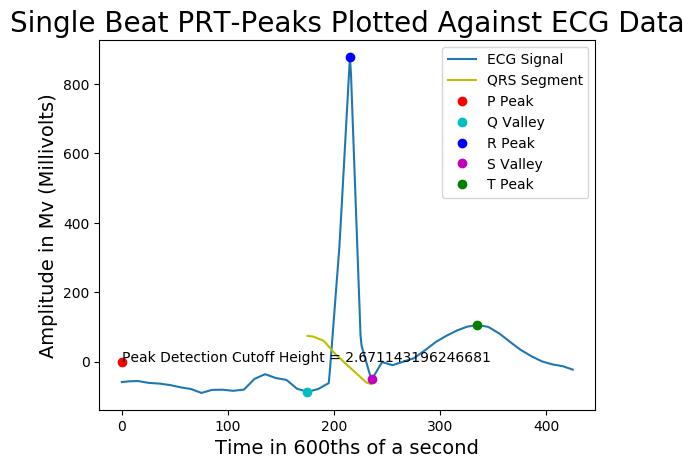 Single Beat PRT-Peaks Plotted Against ECG Data
Amplitude in Mv (Millivolts)
800
600
400
200
0
ECG Signal
QRS Segment
P Peak
Q Valley
R Peak
S Valley
T Peak
Peak Detection Cutoff Height = 2.671143196246681
0
100
200
300
400
Time in 600ths of a second